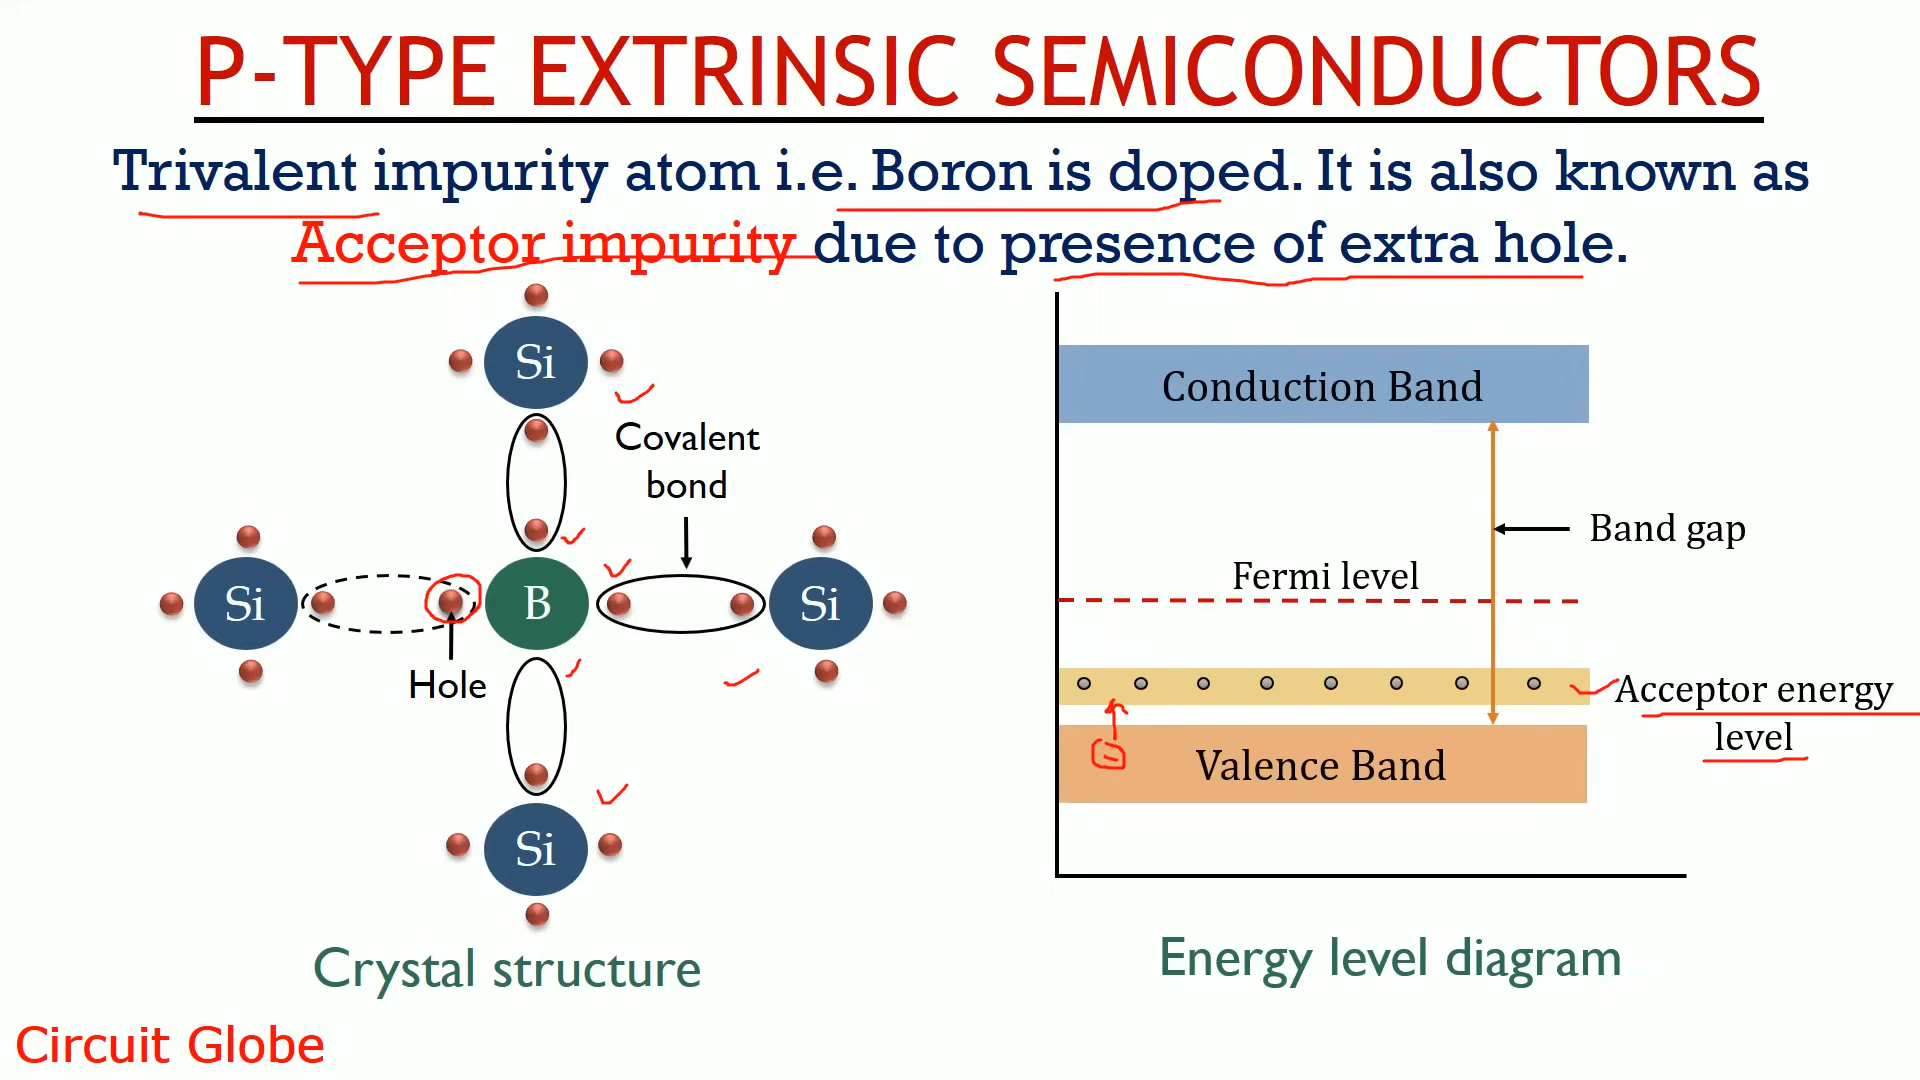 P-TYPE EXTRINSIC SEMICONDUCTORS
Trivalent impurity atom i.e. Boron is doped. It is also known as
Acceptor impurity due to presence of extra hole.
Si
Covalent
bond
Si
B
Si
Hole
Si
Crystal structure
Conduction Band
Band gap
Fermi level
Acceptor energy
level
Valence Band
Energy level diagram
Circuit Globe